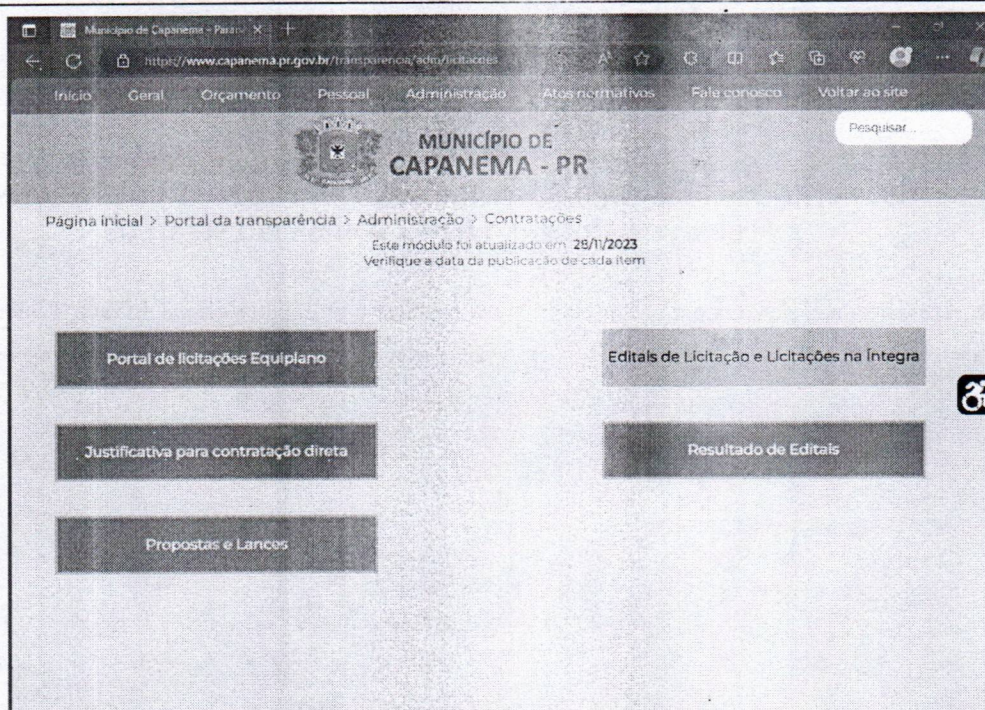 Município de Capanema - Paran
https://www.capanema.pr.gov.br/transparencia/adm/licitacoes
Início Geral Orçamento Pessoal Administração Atos normativos Fale conosco Voltar ao site
Pesquisar...
MUNICÍPIO DE
CAPANEMA - PR
Página inicial > Portal da transparência > Administração > Contratações
Este módulo foi atualizado em 28/11/2023
Verifique a data da publicação de cada item
Portal de licitações Equiplano
Editais de Licitação e Licitações na Íntegra
Justificativa para contratação direta
Resultado de Editais
Propostas e Lances